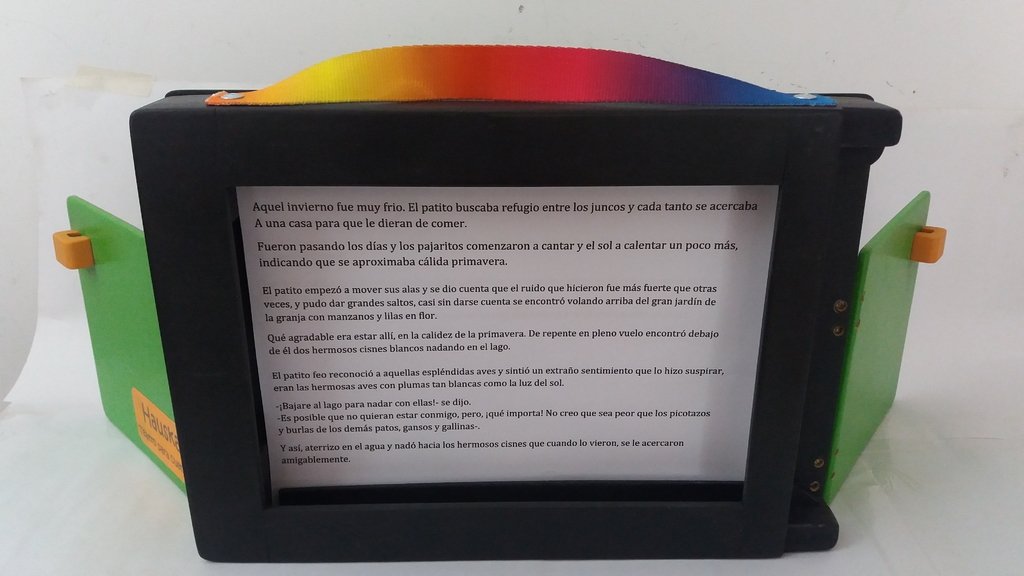 Aquel invierno fue muy frio. El patito buscaba refugio entre los juncos y cada tanto se acercaba
A una casa para que le dieran de comer.
Fueron pasando los días y los pajaritos comenzaron a cantar y el sol a calentar un poco más,
indicando que se aproximaba cálida primavera.
El patito empezó a mover sus alas y se dio cuenta que el ruido que hicieron fue más fuerte que otras
veces, y pudo dar grandes saltos, casi sin darse cuenta se encontró volando arriba del gran jardín de
la granja con manzanos y lilas en flor.
Qué agradable era estar allí, en la calidez de la primavera. De repente en pleno vuelo encontró debajo
de él dos hermosos cisnes blancos nadando en el lago.
El patito feo reconoció a aquellas espléndidas aves y sintió un extraño sentimiento que lo hizo suspirar,
eran las hermosas aves con plumas tan blancas como la luz del sol.
-¡Bajare al lago para nadar con ellas!- se dijo.
-Es posible que no quieran estar conmigo, pero, ¡qué importa! No creo que sea peor que los picotazos
y burlas de los demás patos, gansos y gallinas-.
Y así, aterrizo en el agua y nadó hacia los hermosos cisnes que cuando lo vieron, se le acercaron
amigablemente.